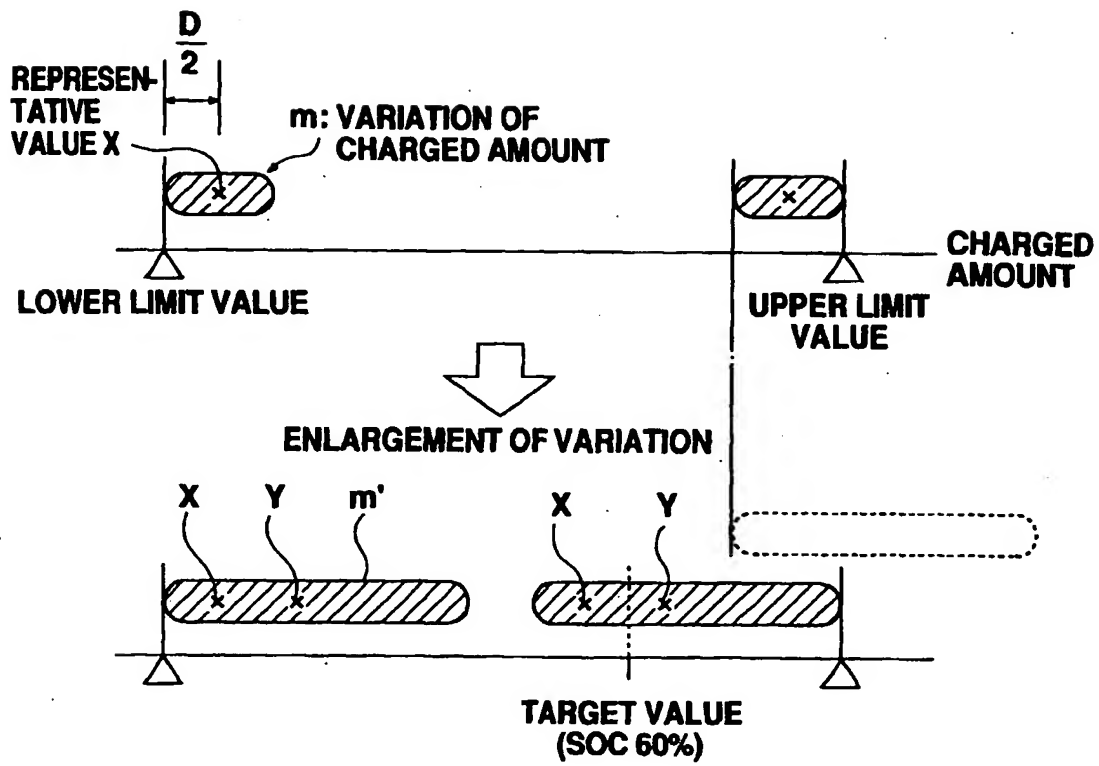 D
2
REPRESEN-
TATIVE
VALUE X
m: VARIATION OF
CHARGED AMOUNT
CHARGED
AMOUNT
LOWER LIMIT VALUE
UPPER LIMIT
VALUE
ENLARGEMENT OF VARIATION
X Y m' X Y
TARGET VALUE
(SOC 60%)